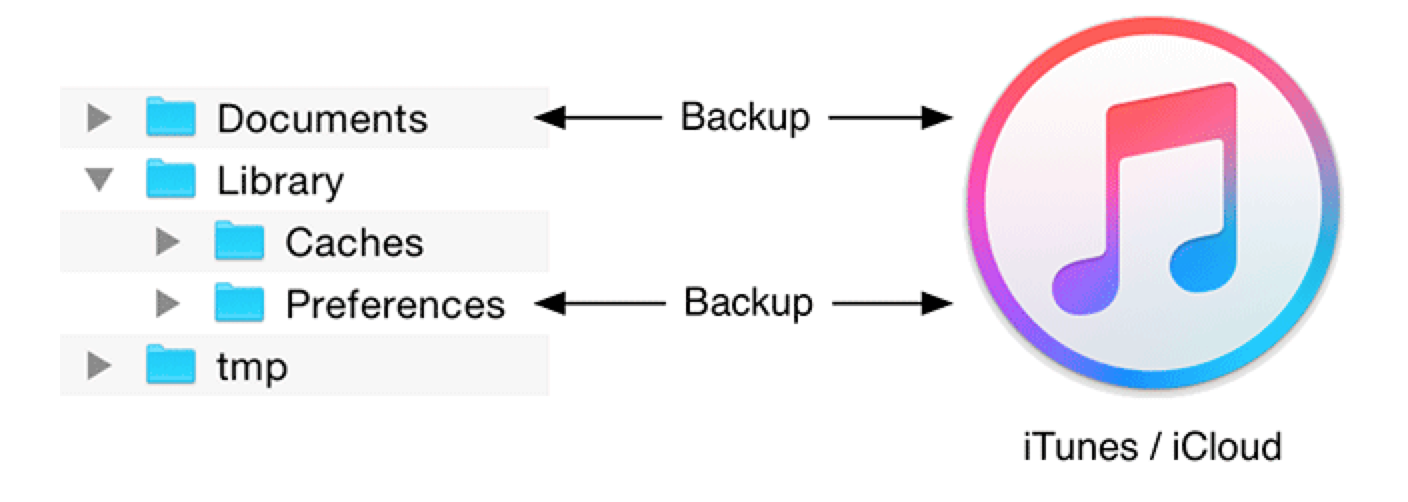 Documents
Backup
Library
Caches
Preferences
Backup
tmp
iTunes / iCloud